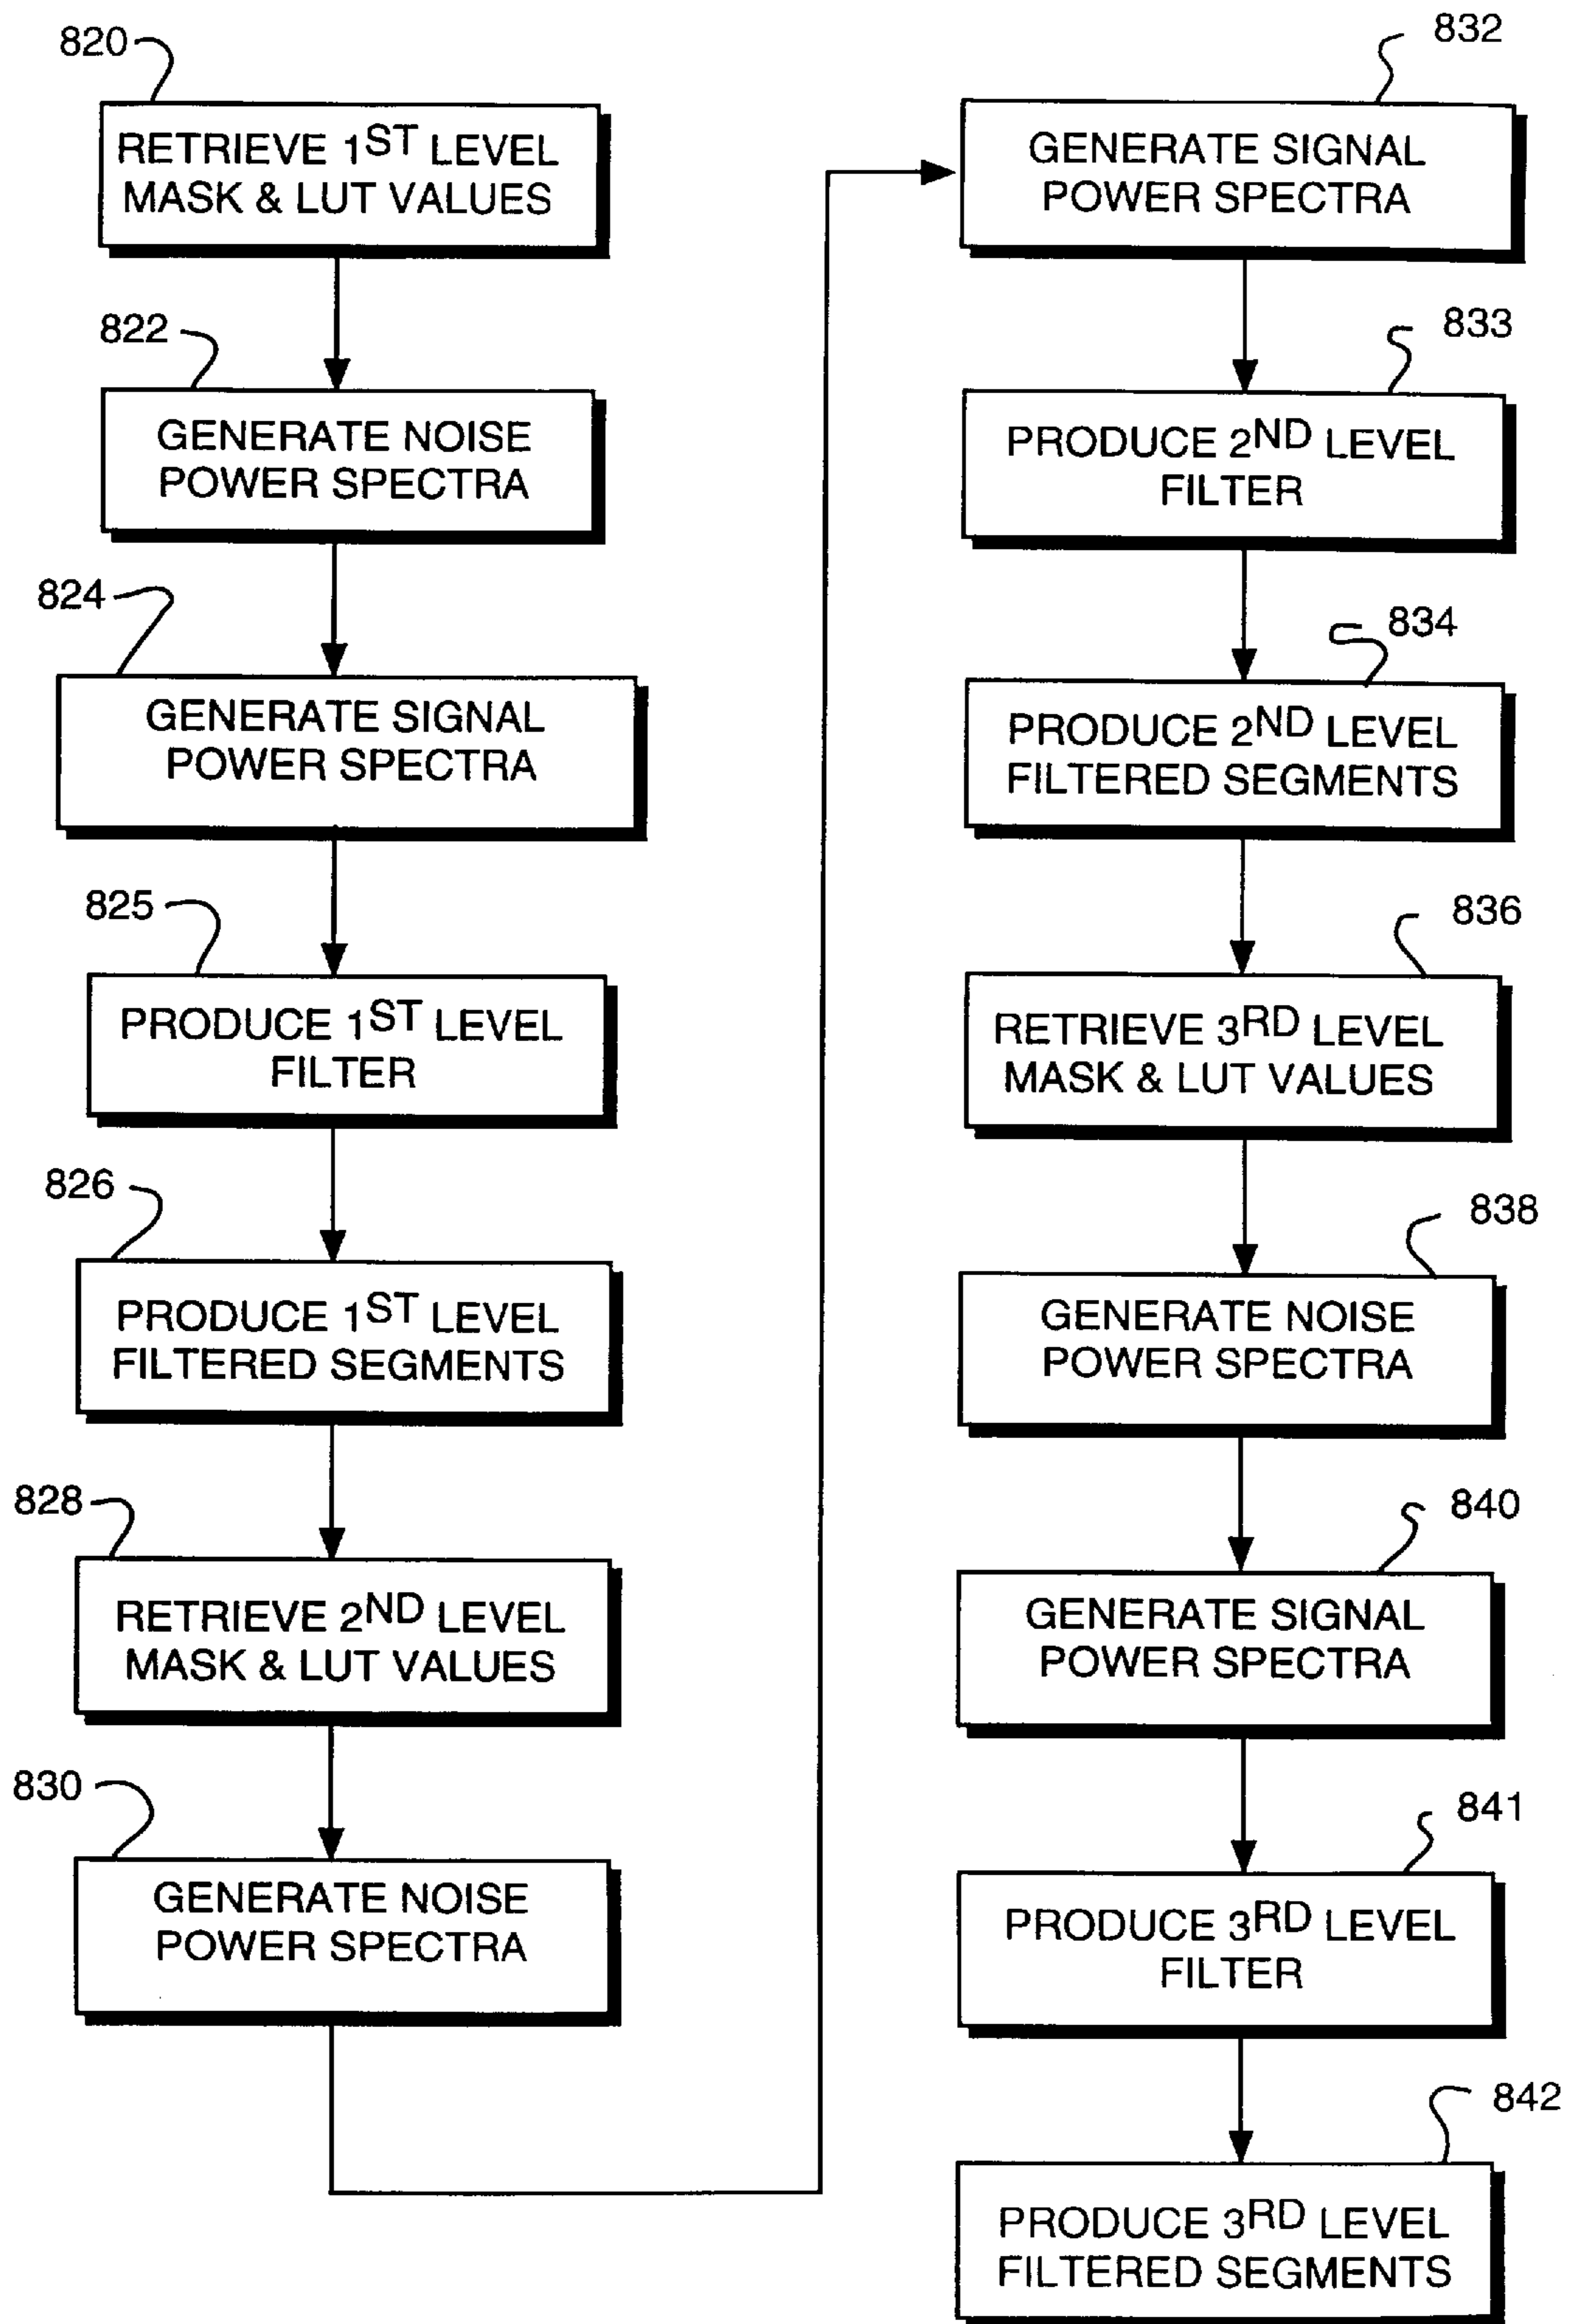 820
RETRIEVE 1ST LEVEL
MASK & LUT VALUES
822
GENERATE NOISE
POWER SPECTRA
824
GENERATE SIGNAL
POWER SPECTRA
825
PRODUCE 1ST LEVEL
FILTER
826
PRODUCE 1ST LEVEL
FILTERED SEGMENTS
828
RETRIEVE 2ND LEVEL
MASK & LUT VALUES
830
GENERATE NOISE
POWER SPECTRA
832
GENERATE SIGNAL
POWER SPECTRA
833
PRODUCE 2ND LEVEL
FILTER
834
PRODUCE 2ND LEVEL
FILTERED SEGMENTS
836
RETRIEVE 3RD LEVEL
MASK & LUT VALUES
838
GENERATE NOISE
POWER SPECTRA
840
GENERATE SIGNAL
POWER SPECTRA
841
PRODUCE 3RD LEVEL
FILTER
842
PRODUCE 3RD LEVEL
FILTERED SEGMENTS